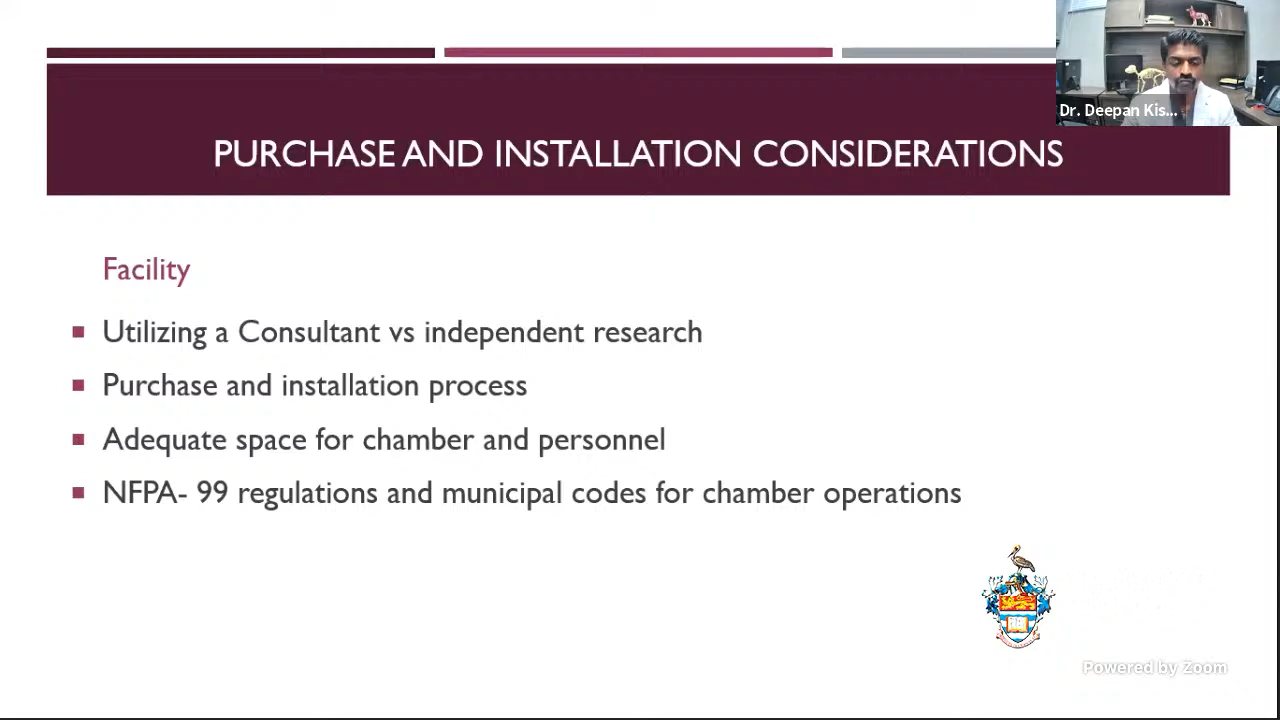 Dr. Deepan Kis...
PURCHASE AND INSTALLATION CONSIDERATIONS
Facility
Utilizing a Consultant vs independent research
Purchase and installation process
Adequate space for chamber and personnel
NFPA- 99 regulations and municipal codes for chamber operations
Powered by Zoom